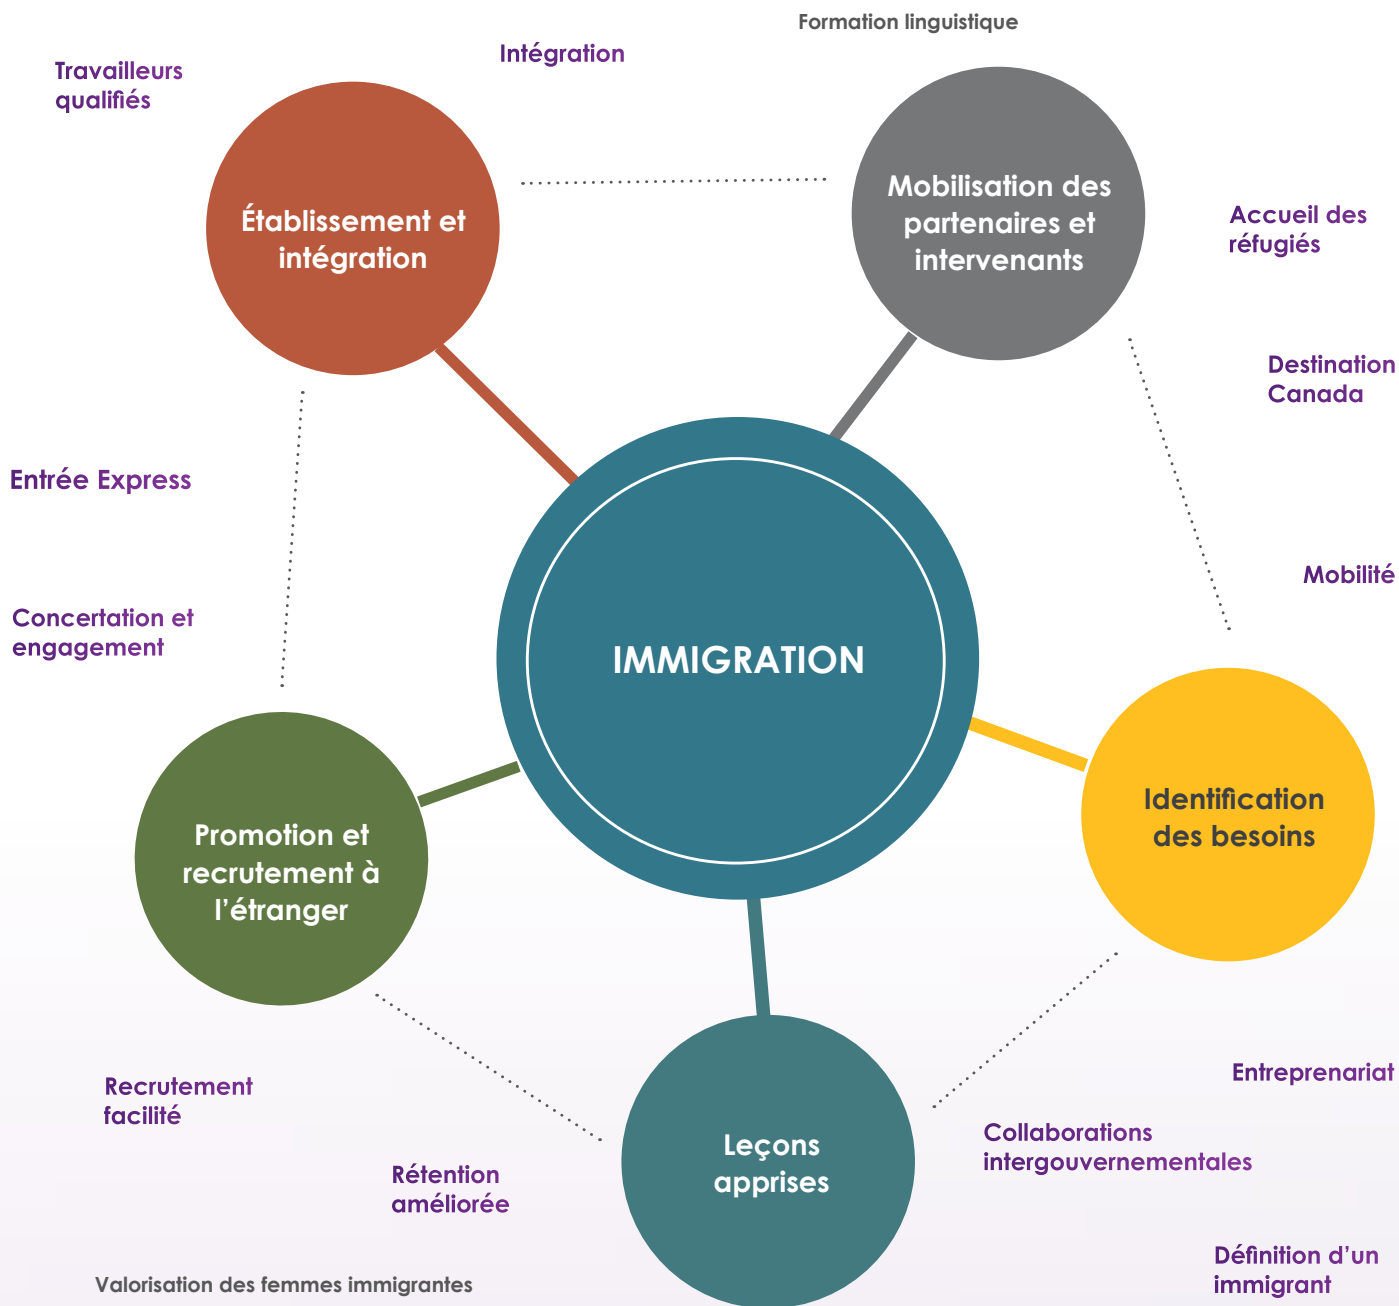 Formation linguistique
Intégration
Travailleurs
qualifiés
Établissement et
intégration
Mobilisation des
partenaires et
intervenants
Accueil des
réfugiés
Destination
Canada
Entrée Express
Mobilité
Concertation et
engagement
IMMIGRATION
Identification
des besoins
Promotion et
recrutement à
l’étranger
Recrutement
facilité
Entreprenariat
Collaborations
intergouvernementales
Leçons
apprises
Rétention
améliorée
Définition d’un
immigrant
Valorisation des femmes immigrantes